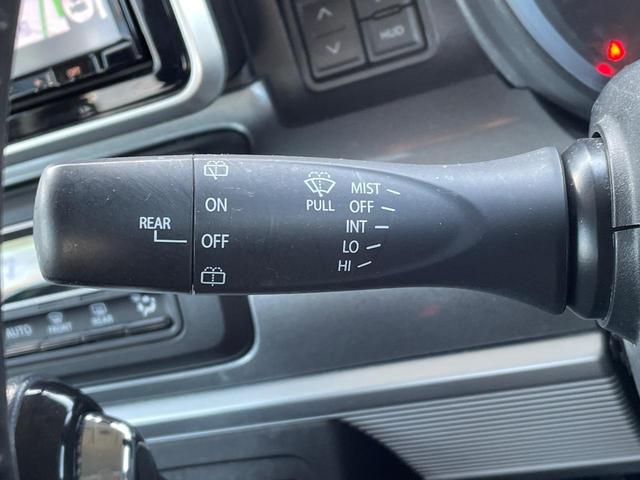 HUD
MIST
ON
PULL
OFF
REAR
INT
OFF
LO
HI
AUTO
FRONT
REAR